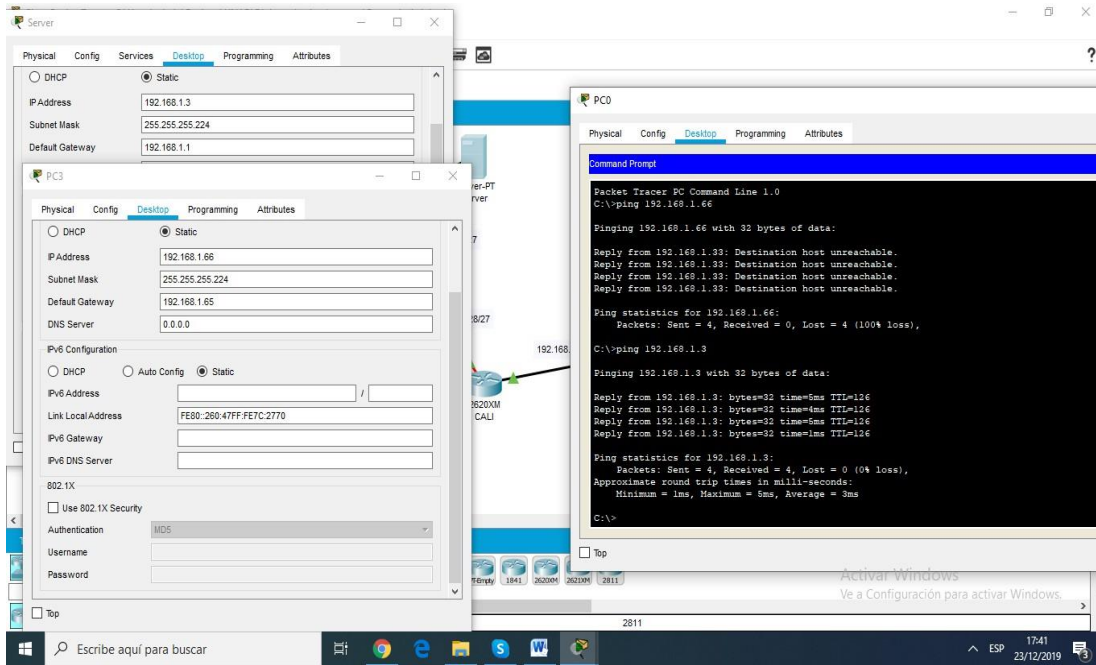 Server
Physical Config Services Desktop Programming Attributes
DHCP Static
IP Address 192.168.1.3
Subnet Mask 255.255.255.224
Default Gateway 192.168.1.1
PC3
Physical Config Desktop Programming Attributes
DHCP Static
IP Address 192.168.1.66
Subnet Mask 255.255.255.224
Default Gateway 192.168.1.65
DNS Server 0.0.0.0
IPv6 Configuration
DHCP Auto Config Static
IPv6 Address /
Link Local Address FE80::260:47FF:FE7C:2770
IPv6 Gateway
IPv6 DNS Server
802.1X
Use 802.1X Security
Authentication MD5
Username
Password
Top
?
er-PT
rver
7
28/27
192.168.
2620XM
CALI
PC0
Physical Config Desktop Programming Attributes
Command Prompt
Packet Tracer PC Command Line 1.0
C:\>ping 192.168.1.66
Pinging 192.168.1.66 with 32 bytes of data:
Reply from 192.168.1.33: Destination host unreachable.
Reply from 192.168.1.33: Destination host unreachable.
Reply from 192.168.1.33: Destination host unreachable.
Reply from 192.168.1.33: Destination host unreachable.
Ping statistics for 192.168.1.66:
Packets: Sent = 4, Received = 0, Lost = 4 (100% loss),
C:\>ping 192.168.1.3
Pinging 192.168.1.3 with 32 bytes of data:
Reply from 192.168.1.3: bytes=32 time=5ms TTL=126
Reply from 192.168.1.3: bytes=32 time=4ms TTL=126
Reply from 192.168.1.3: bytes=32 time=5ms TTL=126
Reply from 192.168.1.3: bytes=32 time=1ms TTL=126
Ping statistics for 192.168.1.3:
Packets: Sent = 4, Received = 4, Lost = 0 (0% loss),
Approximate round trip times in milli-seconds:
Minimum = 1ms, Maximum = 5ms, Average = 3ms
C:\>
Top
PT-Empty 1841 2620XM 2621XM 2811
Activar Windows
Ve a Configuración para activar Windows.
2811
Escribe aquí para buscar
ESP
17:41
23/12/2019
3